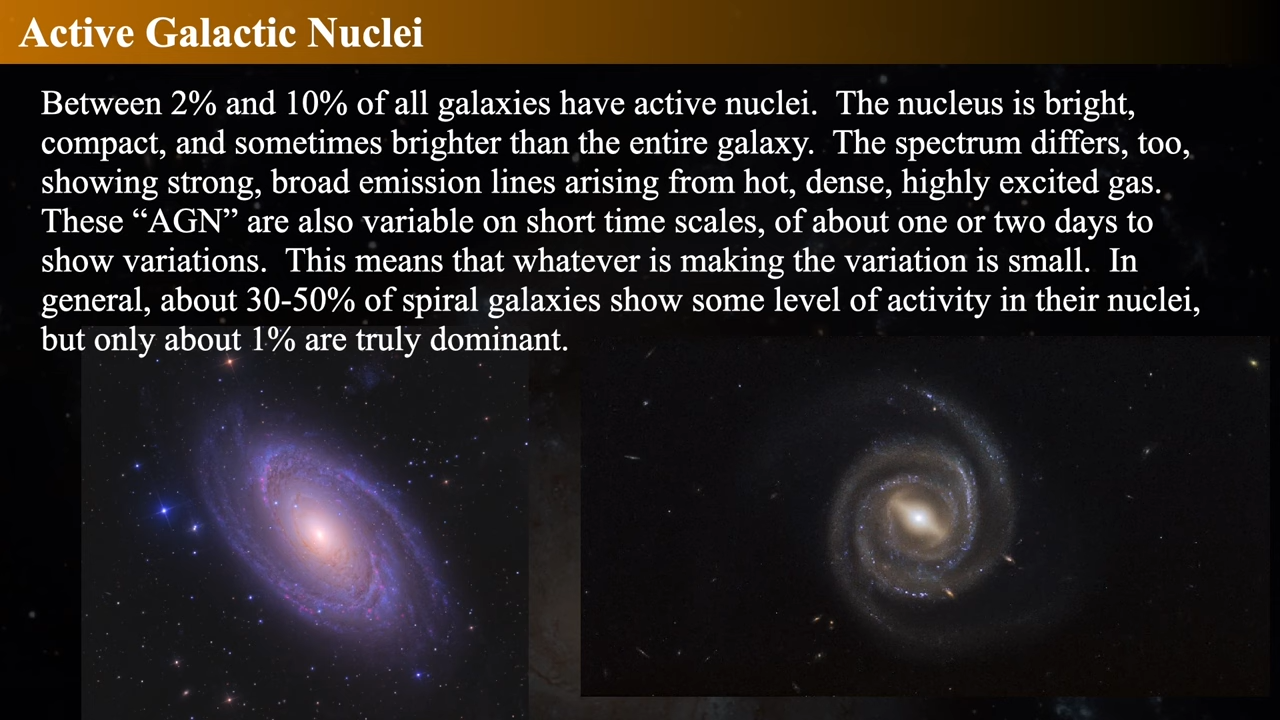 Active Galactic Nuclei
Between 2% and 10% of all galaxies have active nuclei.  The nucleus is bright,
compact, and sometimes brighter than the entire galaxy.  The spectrum differs, too,
showing strong, broad emission lines arising from hot, dense, highly excited gas.
These “AGN” are also variable on short time scales, of about one or two days to
show variations.  This means that whatever is making the variation is small.  In
general, about 30-50% of spiral galaxies show some level of activity in their nuclei,
but only about 1% are truly dominant.